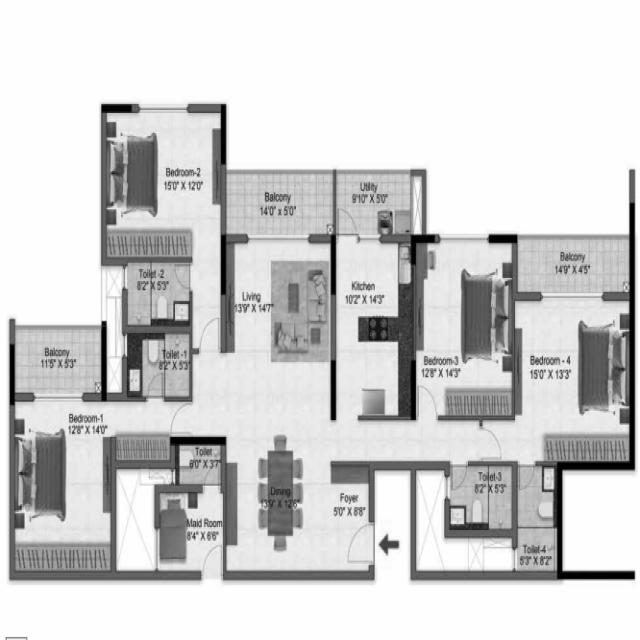 Bedroom-2
15'0" X 12'0"
Balcony
14'0" x 5'0"
Utility
9'10" X 5'0"
Toilet -2
8'2" X 5'3"
Living
13'9" X 14'7"
Kitchen
10'2" X 14'3"
Balcony
14'9" X 4'5"
Balcony
11'5" X 5'3"
Toilet -1
8'2" X 5'3"
Bedroom-3
12'8" X 14'3"
Bedroom - 4
15'0" X 13'3"
Bedroom-1
12'8" X 14'0"
Toilet
6'0" X 3'7"
Maid Room
8'4" X 6'6"
Dining
13'9" X 12'6"
Foyer
5'0" X 8'8"
Toilet-3
8'2" X 5'3"
Toilet-4
5'3" X 8'2"